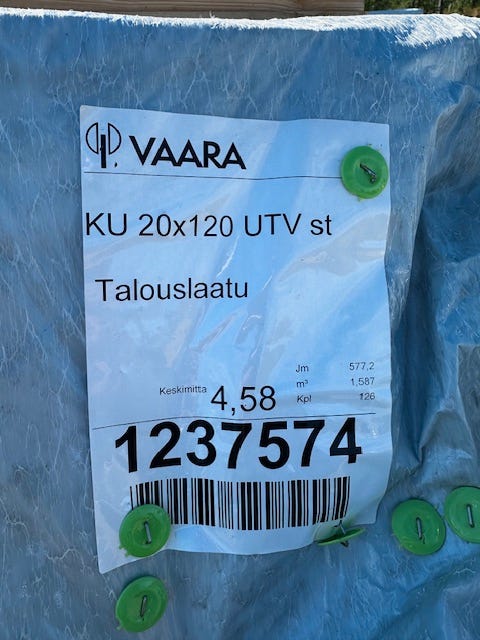 VAARA
KU 20x120 UTV st
Talouslaatu
Keskimitta 4,58
Jm 577,2
m³ 1,587
Kpl 126
1237574